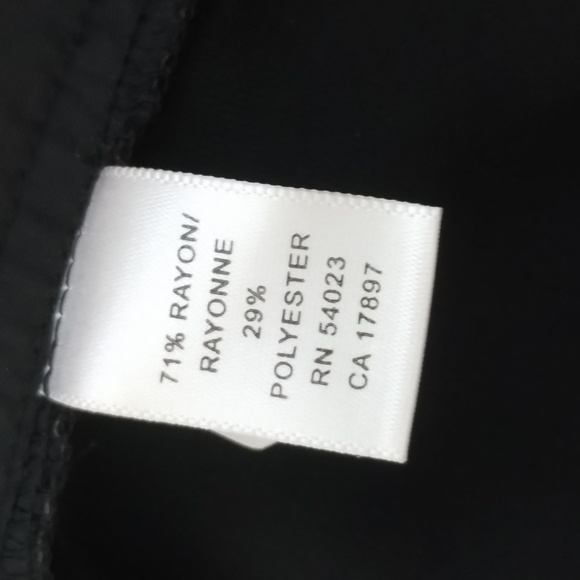 71% RAYON/
RAYONNE
29%
POLYESTER
RN 54023
CA 17897